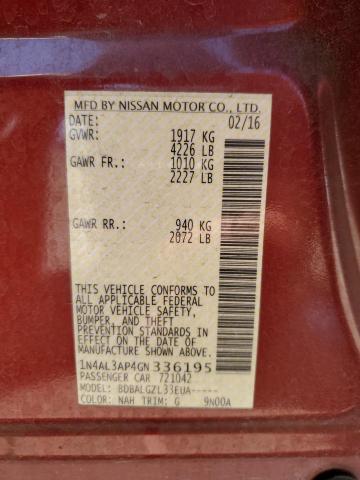 MFD BY NISSAN MOTOR CO., LTD.
DATE: 02/16
GVWR: 1917 KG
4226 LB
GAWR FR.: 1010 KG
2227 LB
GAWR RR.: 940 KG
2072 LB
THIS VEHICLE CONFORMS TO
ALL APPLICABLE FEDERAL
MOTOR VEHICLE SAFETY,
BUMPER, AND THEFT
PREVENTION STANDARDS IN
EFFECT ON THE DATE OF
MANUFACTURE SHOWN ABOVE.
1N4AL3AP4GN336195
PASSENGER CAR 721042
MODEL: BDBALGZL33EUA-----
COLOR: NAH TRIM: G 9N00A